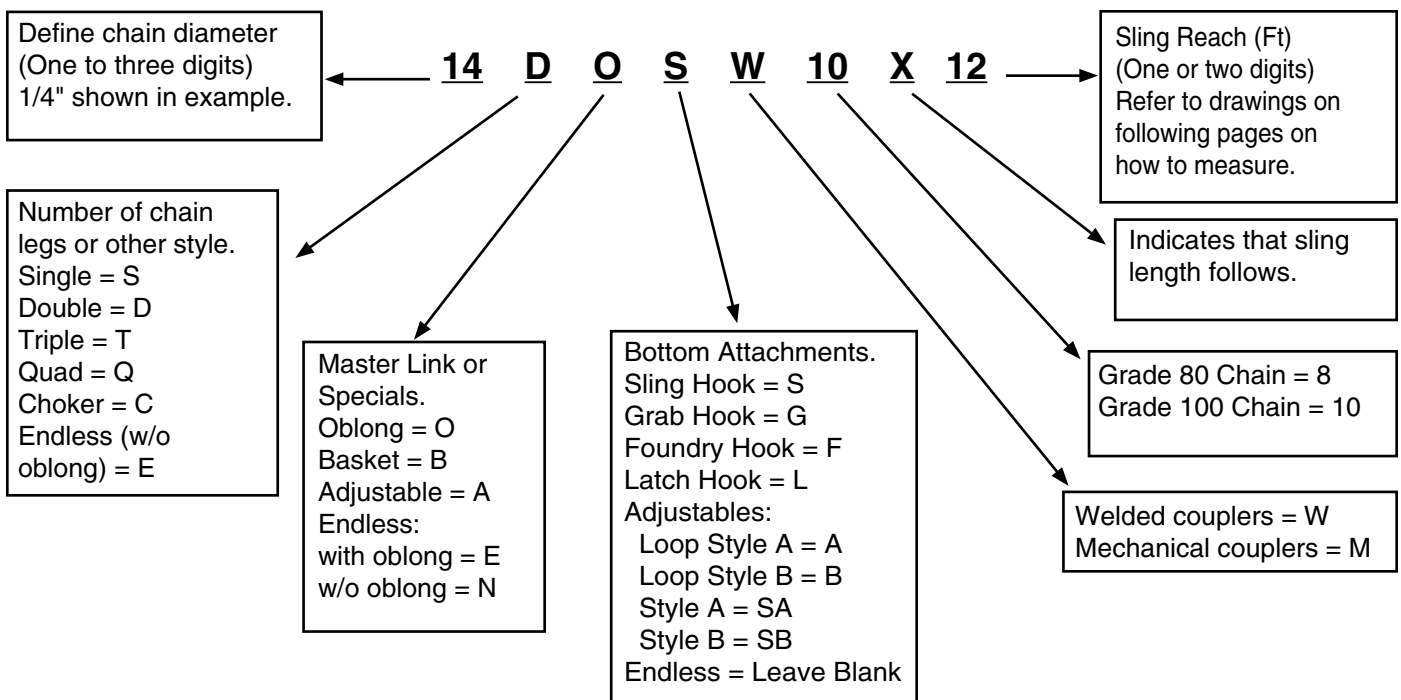 Define chain diameter
(One to three digits)
1/4" shown in example.
14 D O S W 10 X 12
Sling Reach (Ft)
(One or two digits)
Refer to drawings on
following pages on
how to measure.
Number of chain
legs or other style.
Single = S
Double = D
Triple = T
Quad = Q
Choker = C
Endless (w/o
oblong) = E
Master Link or
Specials.
Oblong = O
Basket = B
Adjustable = A
Endless:
with oblong = E
w/o oblong = N
Bottom Attachments.
Sling Hook = S
Grab Hook = G
Foundry Hook = F
Latch Hook = L
Adjustables:
Loop Style A = A
Loop Style B = B
Style A = SA
Style B = SB
Endless = Leave Blank
Indicates that sling
length follows.
Grade 80 Chain = 8
Grade 100 Chain = 10
Welded couplers = W
Mechanical couplers = M